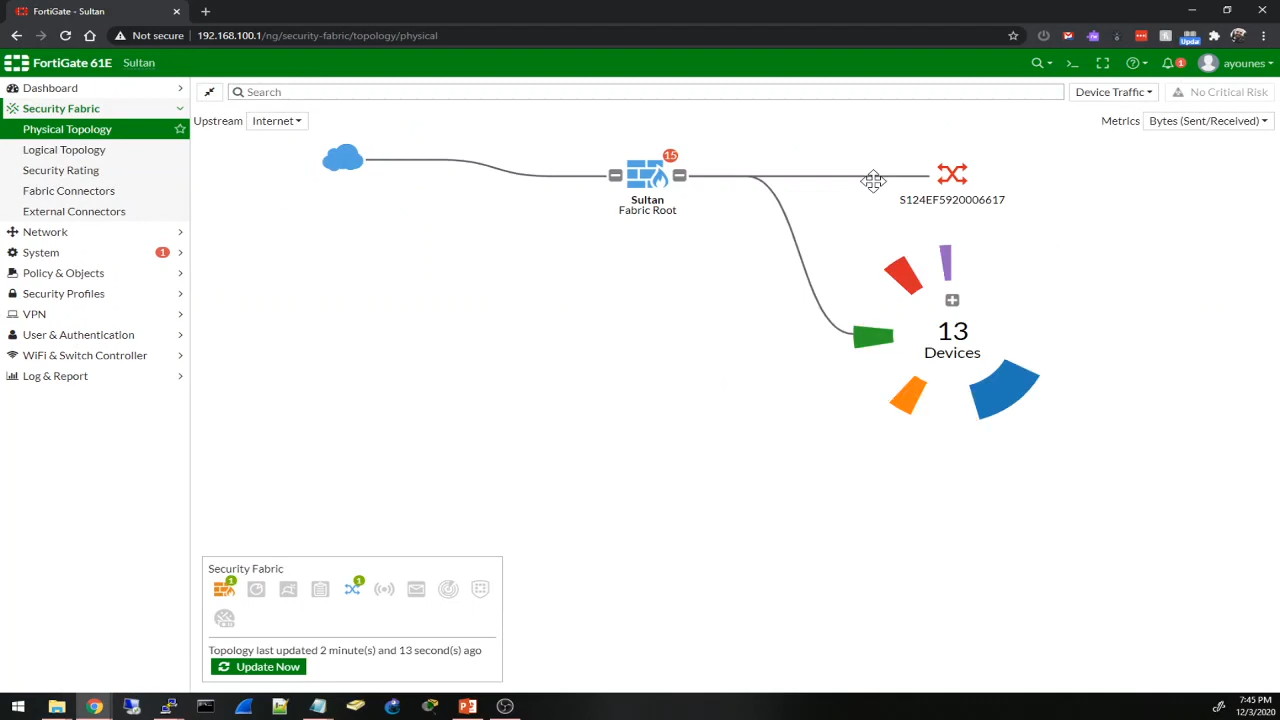 FortiGate - Sultan
Not secure 192.168.100.1/ng/security-fabric/topology/physical
Upda
FortiGate 61E Sultan
1 ayounes
Dashboard
Security Fabric
Physical Topology
Logical Topology
Security Rating
Fabric Connectors
External Connectors
Network
System 1
Policy & Objects
Security Profiles
VPN
User & Authentication
WiFi & Switch Controller
Log & Report
Search
Device Traffic
No Critical Risk
Upstream Internet
Metrics Bytes (Sent/Received)
15
Sultan
Fabric Root
S124EF5920006617
13
Devices
Security Fabric
1
1
Topology last updated 2 minute(s) and 13 second(s) ago
Update Now
7:45 PM
12/3/2020